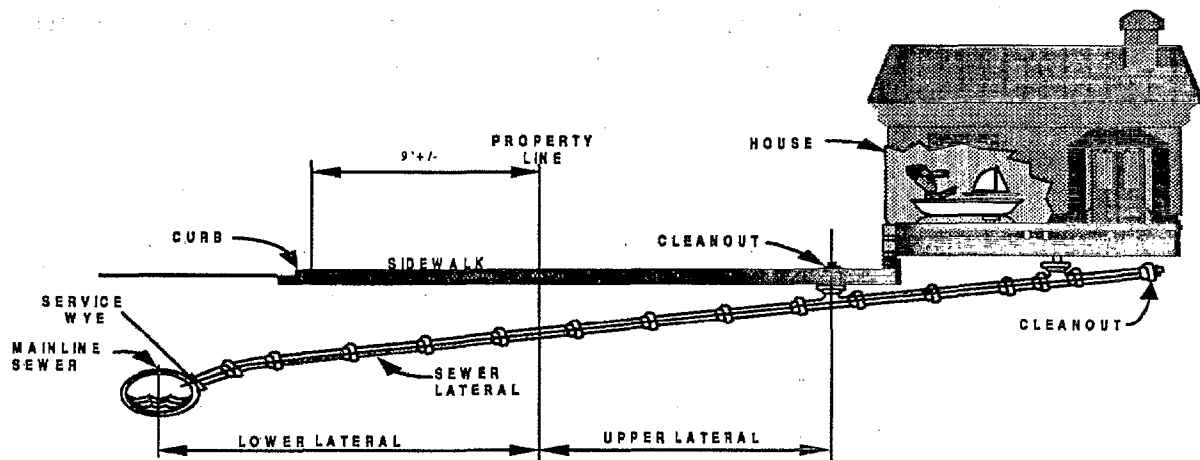 PROPERTY
LINE
9'+/-
HOUSE
CURB
SIDEWALK
CLEANOUT
SERVICE
WYE
MAINLINE
SEWER
SEWER
LATERAL
CLEANOUT
LOWER LATERAL
UPPER LATERAL